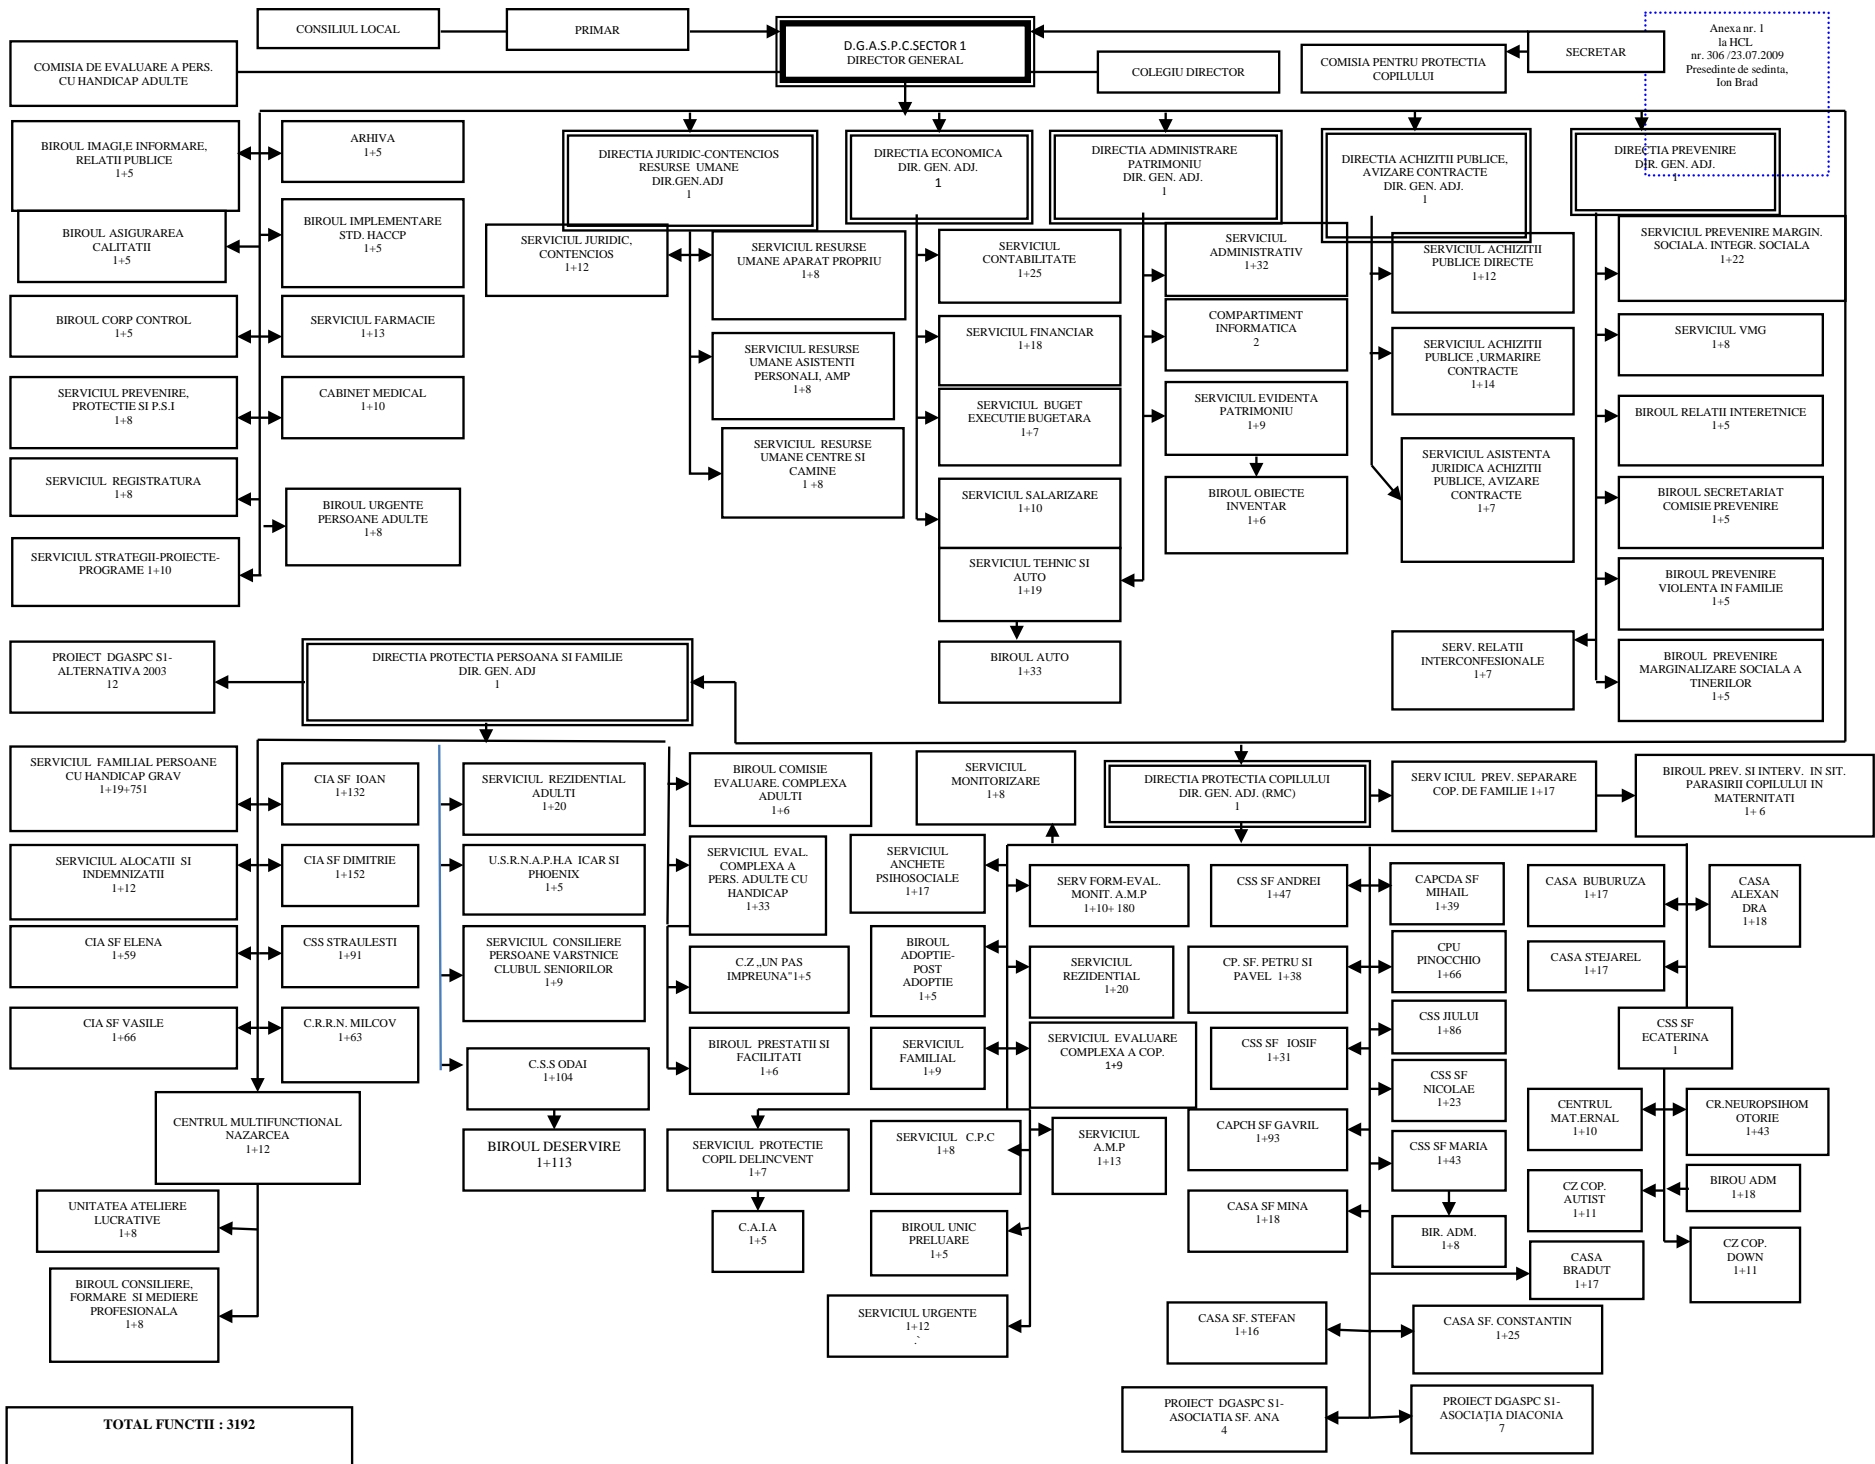 CONSILIUL LOCAL
PRIMAR
D.G.A.S.P.C.SECTOR 1
DIRECTOR GENERAL
SECRETAR
Anexa nr. 1
la HCL
nr. 306 /23.07.2009
Presedinte de sedinta,
Ion Brad
COMISIA DE EVALUARE A PERS.
CU HANDICAP ADULTE
COLEGIU DIRECTOR
COMISIA PENTRU PROTECTIA
COPILULUI
BIROUL IMAGI,E INFORMARE,
RELATII PUBLICE
1+5
ARHIVA
1+5
BIROUL ASIGURAREA
CALITATII
1+5
BIROUL IMPLEMENTARE
STD. HACCP
1+5
BIROUL CORP CONTROL
1+5
SERVICIUL FARMACIE
1+13
SERVICIUL PREVENIRE,
PROTECTIE SI P.S.I
1+8
CABINET MEDICAL
1+10
SERVICIUL REGISTRATURA
1+8
BIROUL URGENTE
PERSOANE ADULTE
1+8
SERVICIUL STRATEGII-PROIECTE-
PROGRAME 1+10
DIRECTIA JURIDIC-CONTENCIOS
RESURSE UMANE
DIR.GEN.ADJ
1
SERVICIUL JURIDIC,
CONTENCIOS
1+12
SERVICIUL RESURSE
UMANE APARAT PROPRIU
1+8
SERVICIUL RESURSE
UMANE ASISTENTI
PERSONALI, AMP
1+8
SERVICIUL RESURSE
UMANE CENTRE SI
CAMINE
1 +8
DIRECTIA ECONOMICA
DIR. GEN. ADJ.
1
SERVICIUL
CONTABILITATE
1+25
SERVICIUL FINANCIAR
1+18
SERVICIUL BUGET
EXECUTIE BUGETARA
1+7
SERVICIUL SALARIZARE
1+10
SERVICIUL TEHNIC SI
AUTO
1+19
BIROUL AUTO
1+33
DIRECTIA ADMINISTRARE
PATRIMONIU
DIR. GEN. ADJ.
1
SERVICIUL
ADMINISTRATIV
1+32
COMPARTIMENT
INFORMATICA
2
SERVICIUL EVIDENTA
PATRIMONIU
1+9
BIROUL OBIECTE
INVENTAR
1+6
DIRECTIA ACHIZITII PUBLICE,
AVIZARE CONTRACTE
DIR. GEN. ADJ.
1
SERVICIUL ACHIZITII
PUBLICE DIRECTE
1+12
SERVICIUL ACHIZITII
PUBLICE ,URMARIRE
CONTRACTE
1+14
SERVICIUL ASISTENTA
JURIDICA ACHIZITII
PUBLICE, AVIZARE
CONTRACTE
1+7
DIRECTIA PREVENIRE
DIR. GEN. ADJ.
1
SERVICIUL PREVENIRE MARGIN.
SOCIALA. INTEGR. SOCIALA
1+22
SERVICIUL VMG
1+8
BIROUL RELATII INTERETNICE
1+5
BIROUL SECRETARIAT
COMISIE PREVENIRE
1+5
BIROUL PREVENIRE
VIOLENTA IN FAMILIE
1+5
SERV. RELATII
INTERCONFESIONALE
1+7
BIROUL PREVENIRE
MARGINALIZARE SOCIALA A
TINERILOR
1+5
PROIECT DGASPC S1-
ALTERNATIVA 2003
12
DIRECTIA PROTECTIA PERSOANA SI FAMILIE
DIR. GEN. ADJ
1
SERVICIUL FAMILIAL PERSOANE
CU HANDICAP GRAV
1+19+751
CIA SF IOAN
1+132
SERVICIUL ALOCATII SI
INDEMNIZATII
1+12
CIA SF DIMITRIE
1+152
CIA SF ELENA
1+59
CSS STRAULESTI
1+91
CIA SF VASILE
1+66
C.R.R.N. MILCOV
1+63
CENTRUL MULTIFUNCTIONAL
NAZARCEA
1+12
UNITATEA ATELIERE
LUCRATIVE
1+8
BIROUL CONSILIERE,
FORMARE SI MEDIERE
PROFESIONALA
1+8
SERVICIUL REZIDENTIAL
ADULTI
1+20
U.S.R.N.A.P.H.A ICAR SI
PHOENIX
1+5
SERVICIUL CONSILIERE
PERSOANE VARSTNICE
CLUBUL SENIORILOR
1+9
C.S.S ODAI
1+104
BIROUL DESERVIRE
1+113
BIROUL COMISIE
EVALUARE. COMPLEXA
ADULTI
1+6
SERVICIUL EVAL.
COMPLEXA A
PERS. ADULTE CU
HANDICAP
1+33
C.Z „UN PAS
IMPREUNA"1+5
BIROUL PRESTATII SI
FACILITATI
1+6
SERVICIUL
MONITORIZARE
1+8
DIRECTIA PROTECTIA COPILULUI
DIR. GEN. ADJ. (RMC)
1
SERV ICIUL PREV. SEPARARE
COP. DE FAMILIE 1+17
BIROUL PREV. SI INTERV. IN SIT.
PARASIRII COPILULUI IN
MATERNITATI
1+ 6
SERVICIUL
ANCHETE
PSIHOSOCIALE
1+17
SERV FORM-EVAL.
MONIT. A.M.P
1+10+ 180
BIROUL
ADOPTIE-
POST
ADOPTIE
1+5
SERVICIUL
REZIDENTIAL
1+20
SERVICIUL
FAMILIAL
1+9
SERVICIUL EVALUARE
COMPLEXA A COP.
1+9
SERVICIUL PROTECTIE
COPIL DELINCVENT
1+7
C.A.I.A
1+5
SERVICIUL C.P.C
1+8
SERVICIUL
A.M.P
1+13
BIROUL UNIC
PRELUARE
1+5
SERVICIUL URGENTE
1+12
.`
CSS SF ANDREI
1+47
CAPCDA SF
MIHAIL
1+39
CP. SF. PETRU SI
PAVEL 1+38
CPU
PINOCCHIO
1+66
CSS JIULUI
1+86
CSS SF IOSIF
1+31
CSS SF
NICOLAE
1+23
CAPCH SF GAVRIL
1+93
CSS SF MARIA
1+43
CASA SF MINA
1+18
BIR. ADM.
1+8
CASA
BRADUT
1+17
CASA SF. STEFAN
1+16
CASA SF. CONSTANTIN
1+25
PROIECT DGASPC S1-
ASOCIATIA SF. ANA
4
PROIECT DGASPC S1-
ASOCIAŢIA DIACONIA
7
CASA BUBURUZA
1+17
CASA
ALEXAN
DRA
1+18
CASA STEJAREL
1+17
CSS SF
ECATERINA
1
CENTRUL
MAT.ERNAL
1+10
CR.NEUROPSIHOM
OTORIE
1+43
CZ COP.
AUTIST
1+11
BIROU ADM
1+18
CZ COP.
DOWN
1+11
TOTAL FUNCTII : 3192